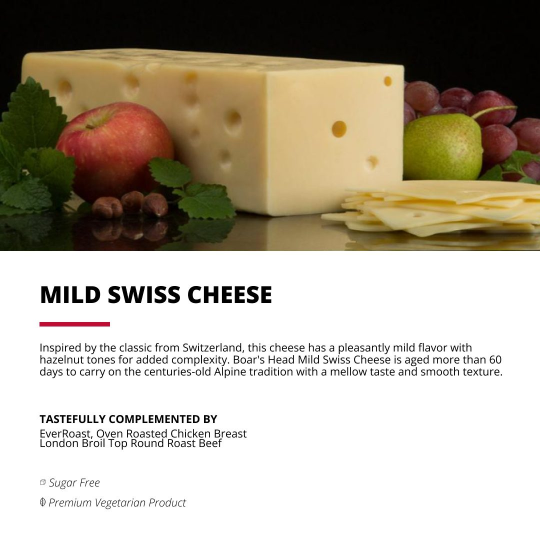 MILD SWISS CHEESE
Inspired by the classic from Switzerland, this cheese has a pleasantly mild flavor with
hazelnut tones for added complexity. Boar's Head Mild Swiss Cheese is aged more than 60
days to carry on the centuries-old Alpine tradition with a mellow taste and smooth texture.
TASTEFULLY COMPLEMENTED BY
EverRoast, Oven Roasted Chicken Breast
London Broil Top Round Roast Beef
Sugar Free
Premium Vegetarian Product